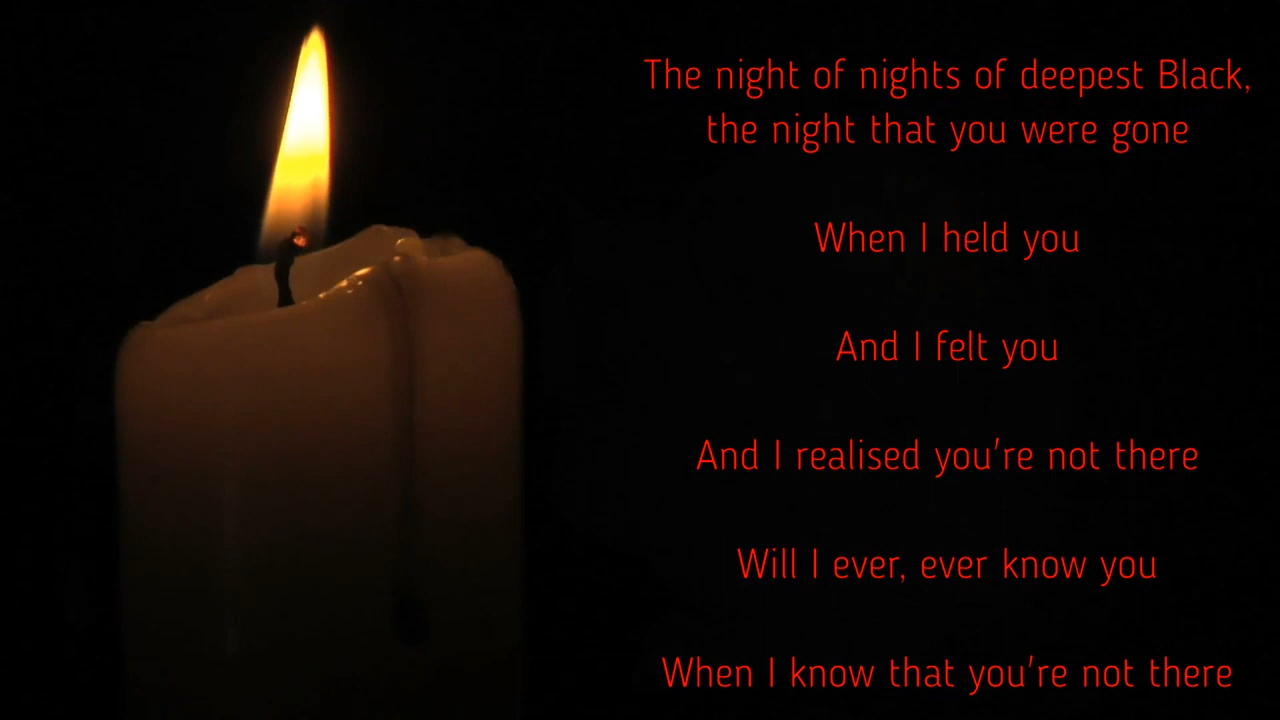 The night of nights of deepest Black,
the night that you were gone
When I held you
And I felt you
And I realised you're not there
Will I ever, ever know you
When I know that you're not there